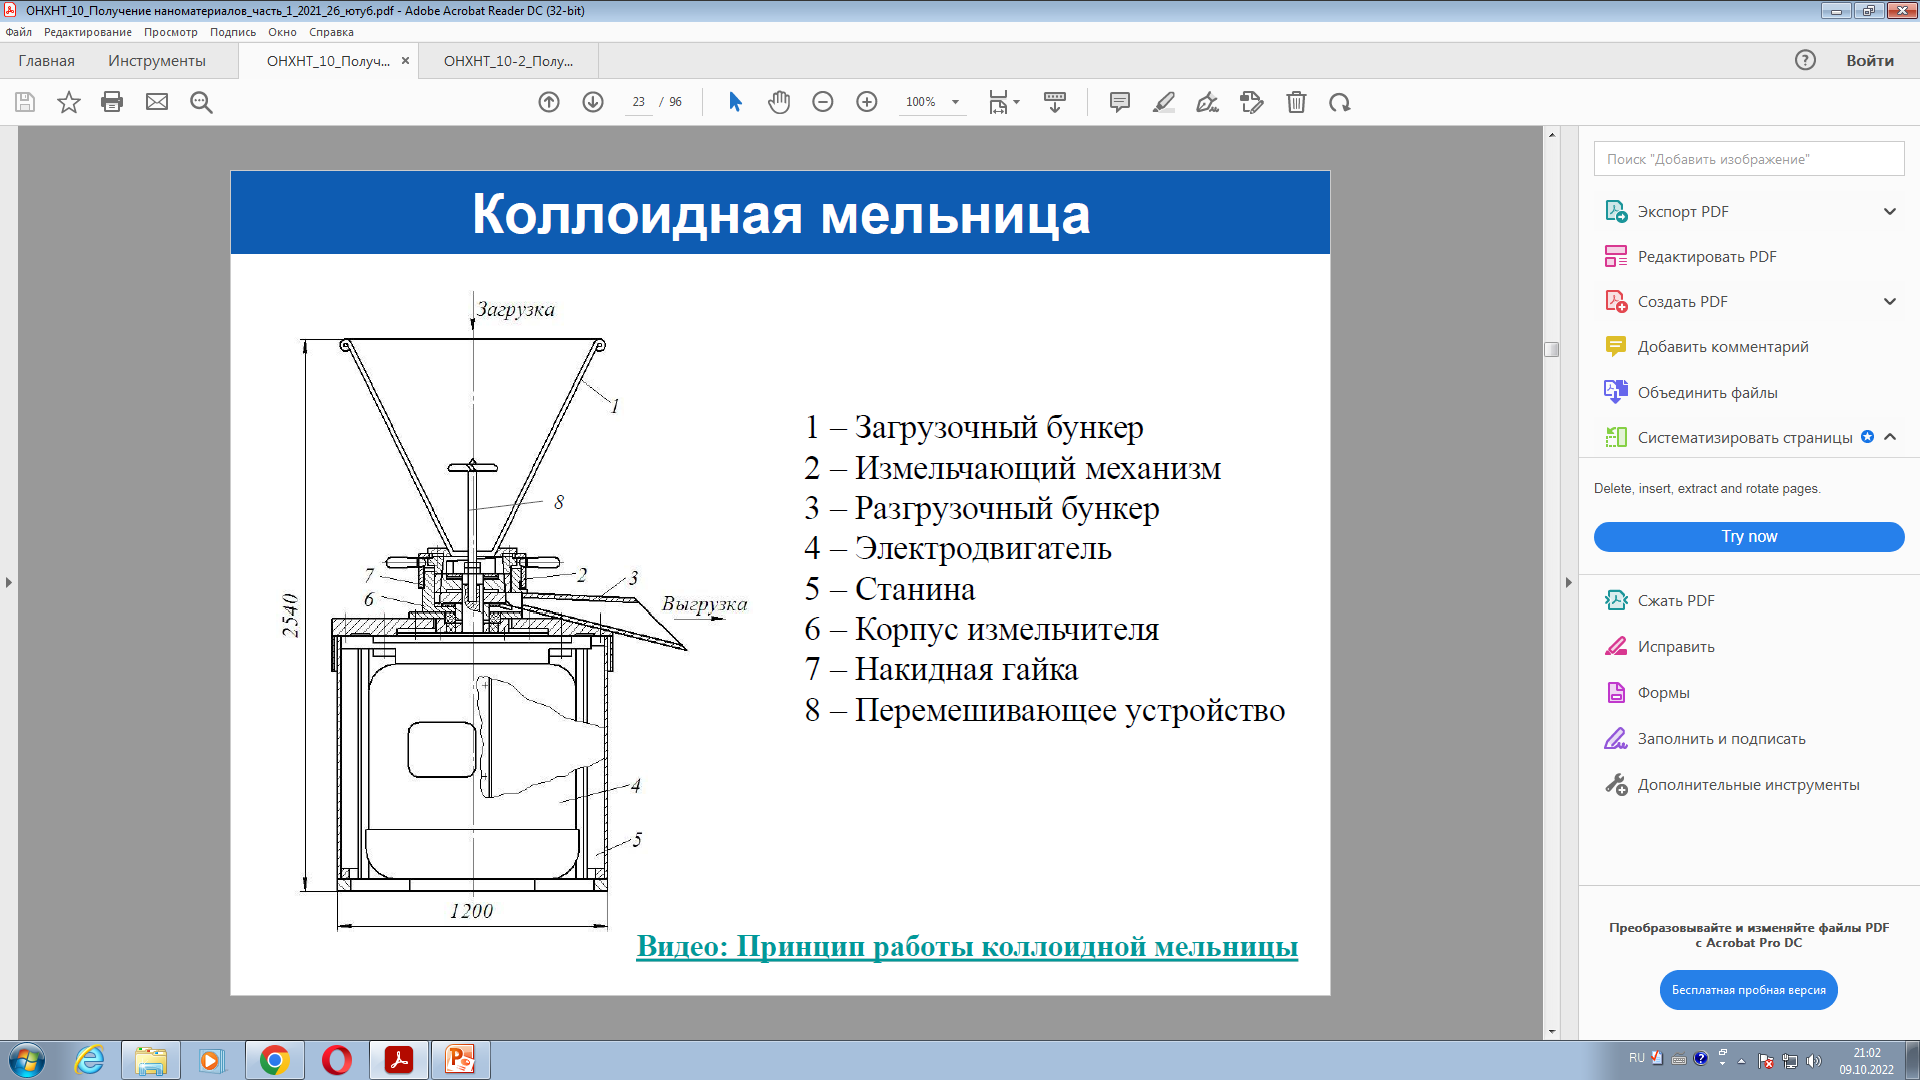 ОНХНТ_10_Получение наноматериалов_часть_1_2021_26_ютуб.pdf - Adobe Acrobat Reader DC (32-bit)
Файл Редактирование Просмотр Подпись Окно Справка
Главная Инструменты ОНХНТ_10_Получ... × ОНХНТ_10-2_Полу... Войти
23 / 96 100%
Коллоидная мельница
Загрузка
1
8
7
2
3
6
Выгрузка
2540
4
5
1200
1 – Загрузочный бункер
2 – Измельчающий механизм
3 – Разгрузочный бункер
4 – Электродвигатель
5 – Станина
6 – Корпус измельчителя
7 – Накидная гайка
8 – Перемешивающее устройство
Видео: Принцип работы коллоидной мельницы
Поиск "Добавить изображение"
Экспорт PDF
Редактировать PDF
Создать PDF
Добавить комментарий
Объединить файлы
Систематизировать страницы
Delete, insert, extract and rotate pages.
Try now
Сжать PDF
Исправить
Формы
Заполнить и подписать
Дополнительные инструменты
Преобразовывайте и изменяйте файлы PDF
с Acrobat Pro DC
Бесплатная пробная версия
RU
21:02
09.10.2022